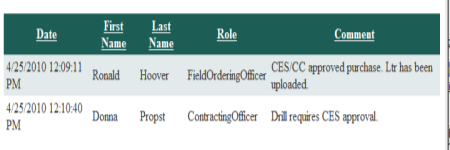 Date First Name Last Name Role Comment
4/25/2010 12:09:11 PM Ronald Hoover FieldOrderingOfficer CES/CC approved purchase. Ltr has been uploaded.
4/25/2010 12:10:40 PM Donna Propst ContractingOfficer Drill requires CES approval.